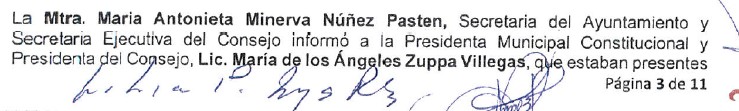 La Mtra. Maria Antonieta Minerva Núñez Pasten, Secretaria del Ayuntamiento y
Secretaria Ejecutiva del Consejo informó a la Presidenta Municipal Constitucional y
Presidenta del Consejo, Lic. María de los Ángeles Zuppa Villegas, que estaban presentes
Página 3 de 11